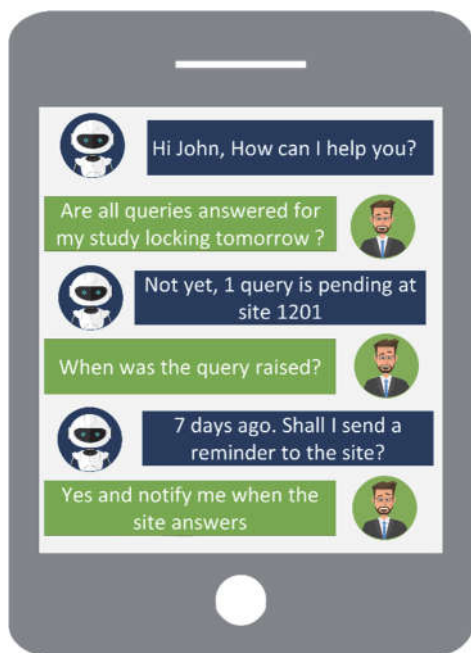 Hi John, How can I help you?
Are all queries answered for
my study locking tomorrow ?
Not yet, 1 query is pending at
site 1201
When was the query raised?
7 days ago. Shall I send a
reminder to the site?
Yes and notify me when the
site answers